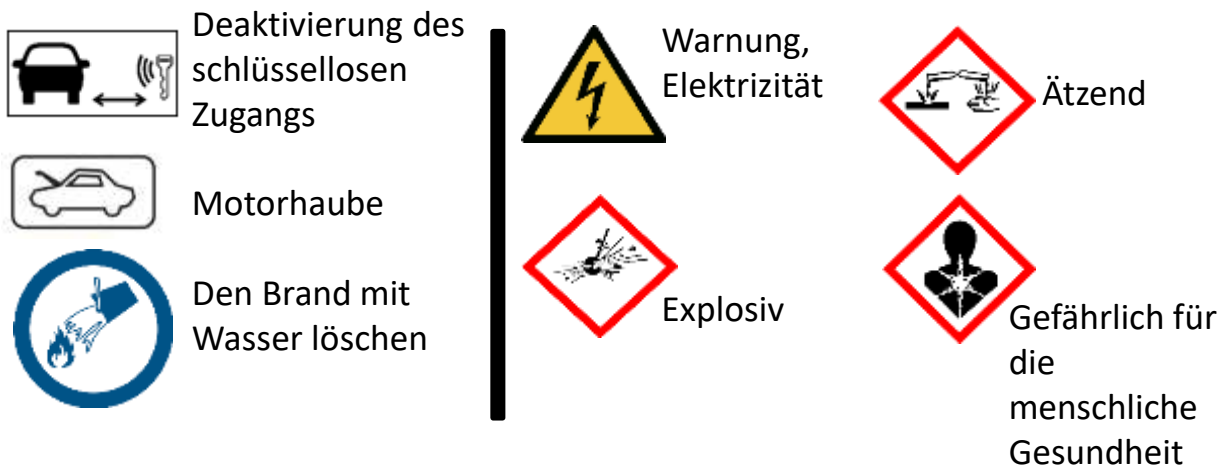 Deaktivierung des
schlüssellosen
Zugangs
Motorhaube
Den Brand mit
Wasser löschen
Warnung,
Elektrizität
Explosiv
Ätzend
Gefährlich für
die
menschliche
Gesundheit